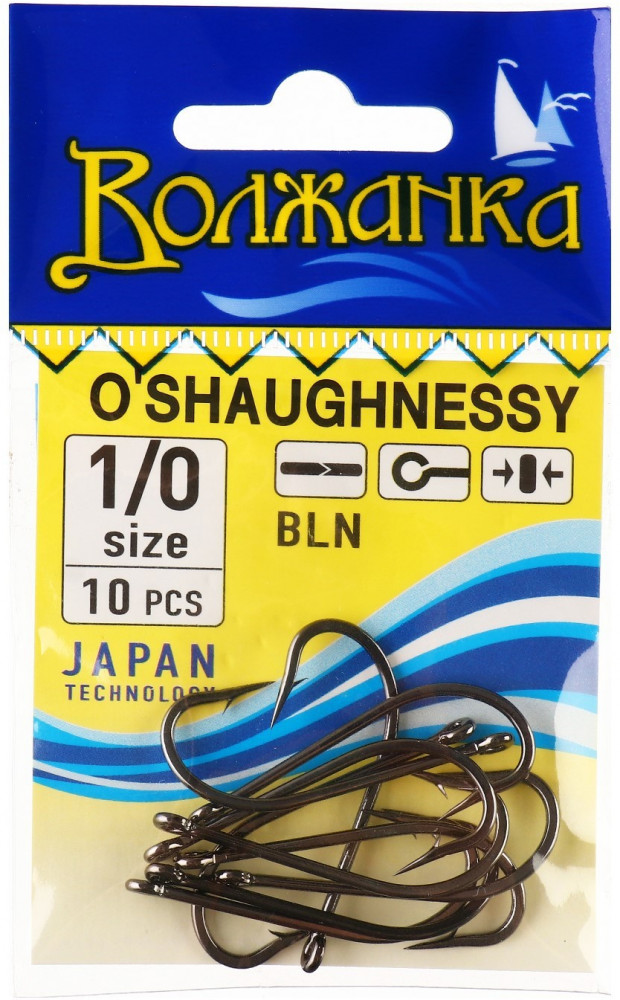 Волжанка
O'SHAUGHNESSY
1/0
size
10 PCS
BLN
JAPAN
TECHNOLOGY